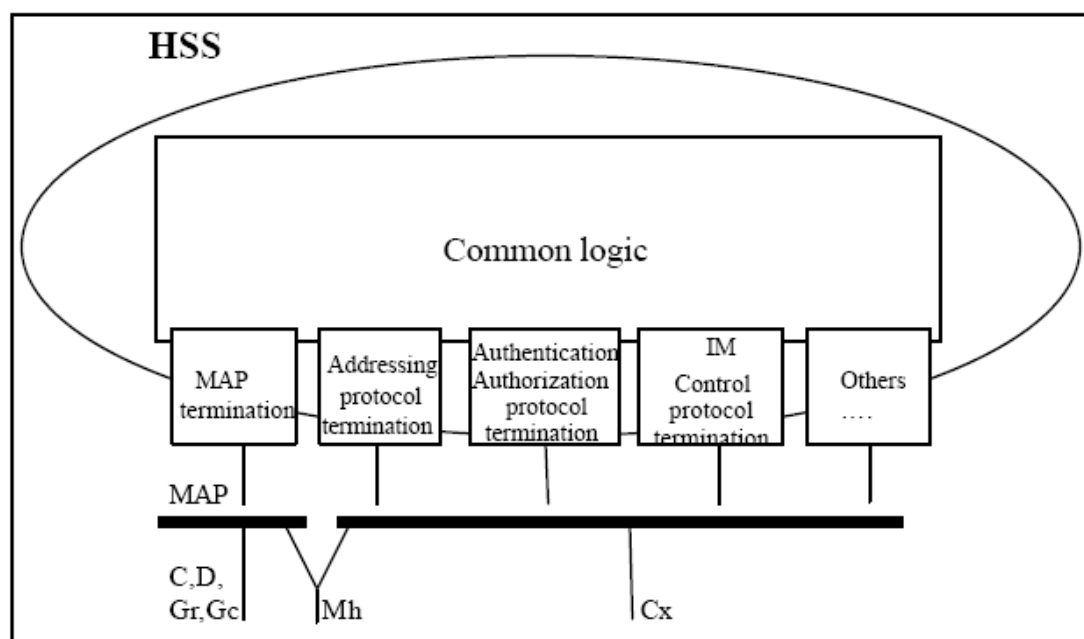 HSS
Common logic
MAP
termination
Addressing
protocol
termination
Authentication
Authorization
protocol
termination
IM
Control
protocol
termination
Others
....
MAP
C,D,
Gr,Gc
Mh
Cx